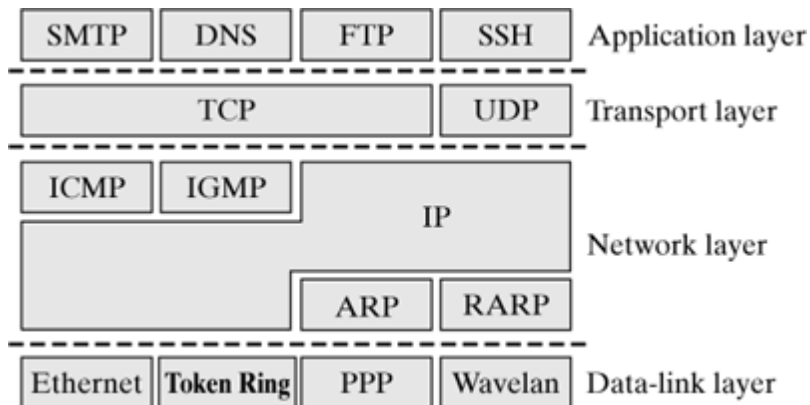 SMTP DNS FTP SSH Application layer
TCP UDP Transport layer
ICMP IGMP
IP
Network layer
ARP RARP
Ethernet Token Ring PPP Wavelan Data-link layer